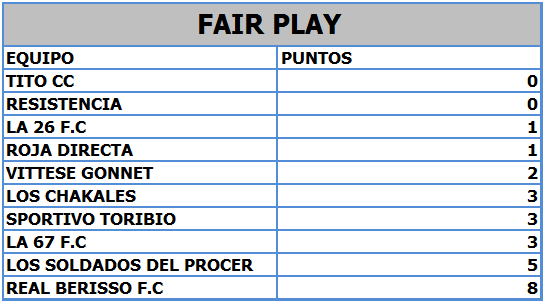 FAIR PLAY
EQUIPO PUNTOS
TITO CC 0
RESISTENCIA 0
LA 26 F.C 1
ROJA DIRECTA 1
VITTESE GONNET 2
LOS CHAKALES 3
SPORTIVO TORIBIO 3
LA 67 F.C 3
LOS SOLDADOS DEL PROCER 5
REAL BERISSO F.C 8